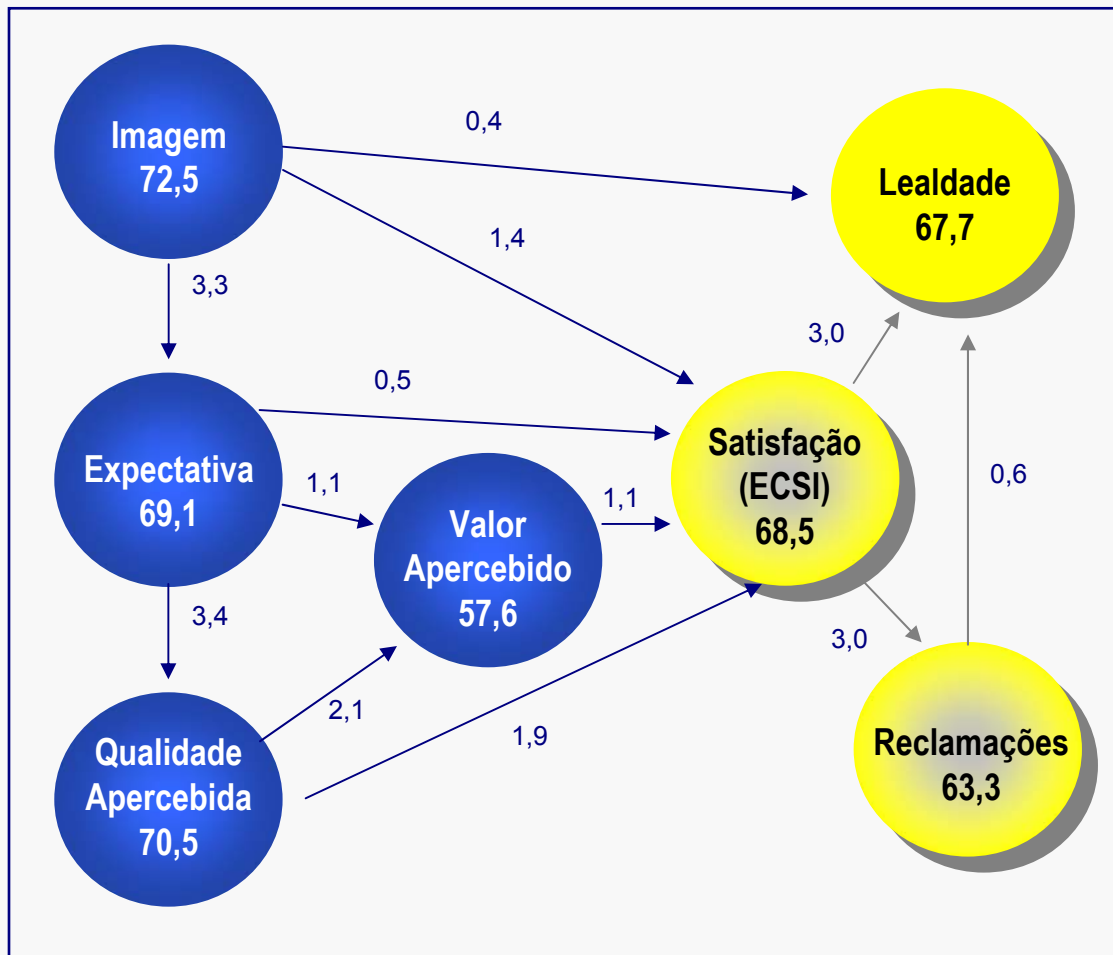 Imagem
72,5
0,4
Lealdade
67,7
1,4
3,3
3,0
0,5
Expectativa
69,1
1,1
Valor
Apercebido
57,6
1,1
Satisfação
(ECSI)
68,5
0,6
3,4
3,0
2,1
1,9
Qualidade
Apercebida
70,5
Reclamações
63,3